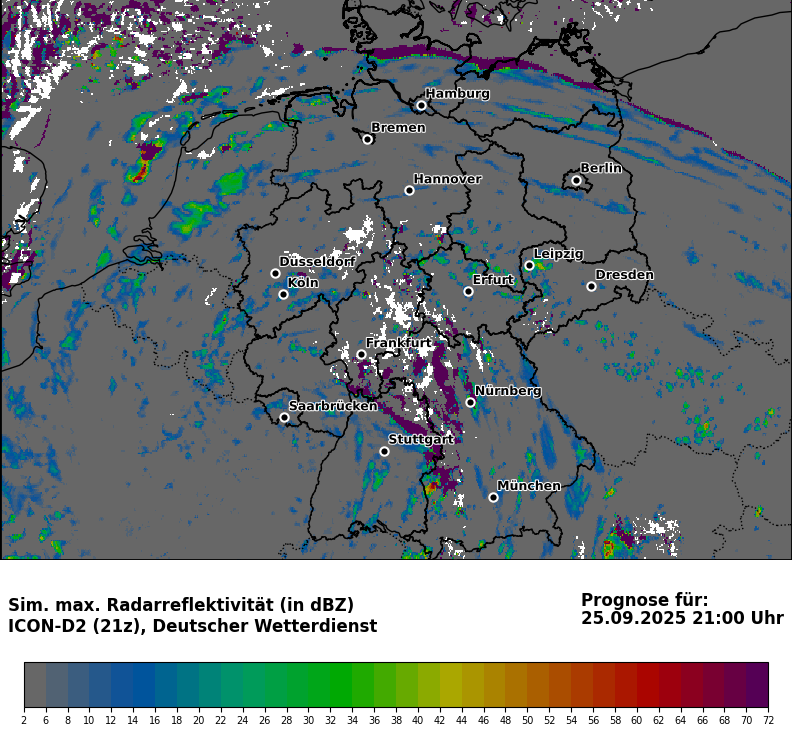 Hamburg
Bremen
Berlin
Hannover
Leipzig
Düsseldorf
Dresden
Köln
Erfurt
Frankfurt
Nürnberg
Saarbrücken
Stuttgart
München
Sim. max. Radarreflektivität (in dBZ)
ICON-D2 (21z), Deutscher Wetterdienst
Prognose für:
25.09.2025 21:00 Uhr
2 6 8 10 12 14 16 18 20 22 24 26 28 30 32 34 36 38 40 42 44 46 48 50 52 54 56 58 60 62 64 66 68 70 72